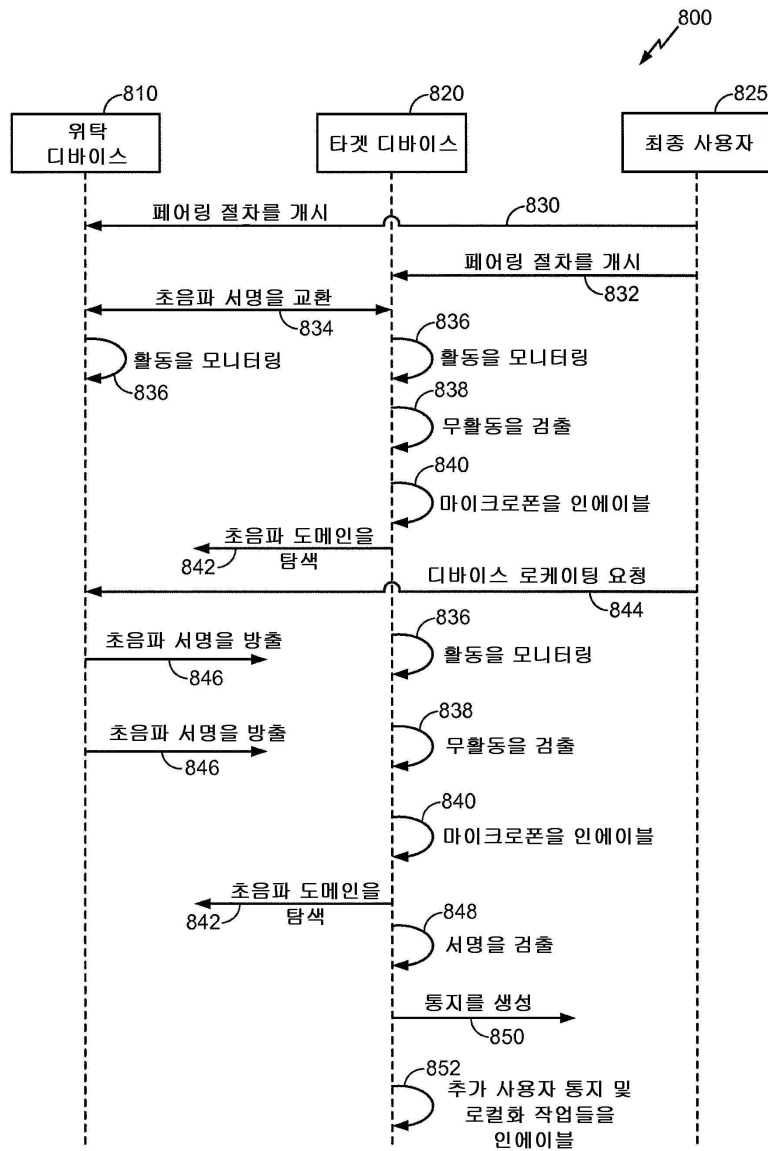 800
810
820
825
위탁
디바이스
타겟 디바이스
최종 사용자
페어링 절차를 개시
830
페어링 절차를 개시
832
초음파 서명을 교환
834
활동을 모니터링
836
836
활동을 모니터링
838
무활동을 검출
840
마이크로폰을 인에이블
초음파 도메인을
탐색
842
디바이스 로케이팅 요청
844
초음파 서명을 방출
846
836
활동을 모니터링
초음파 서명을 방출
846
838
무활동을 검출
840
마이크로폰을 인에이블
초음파 도메인을
탐색
842
848
서명을 검출
통지를 생성
850
852
추가 사용자 통지 및
로컬화 작업들을
인에이블